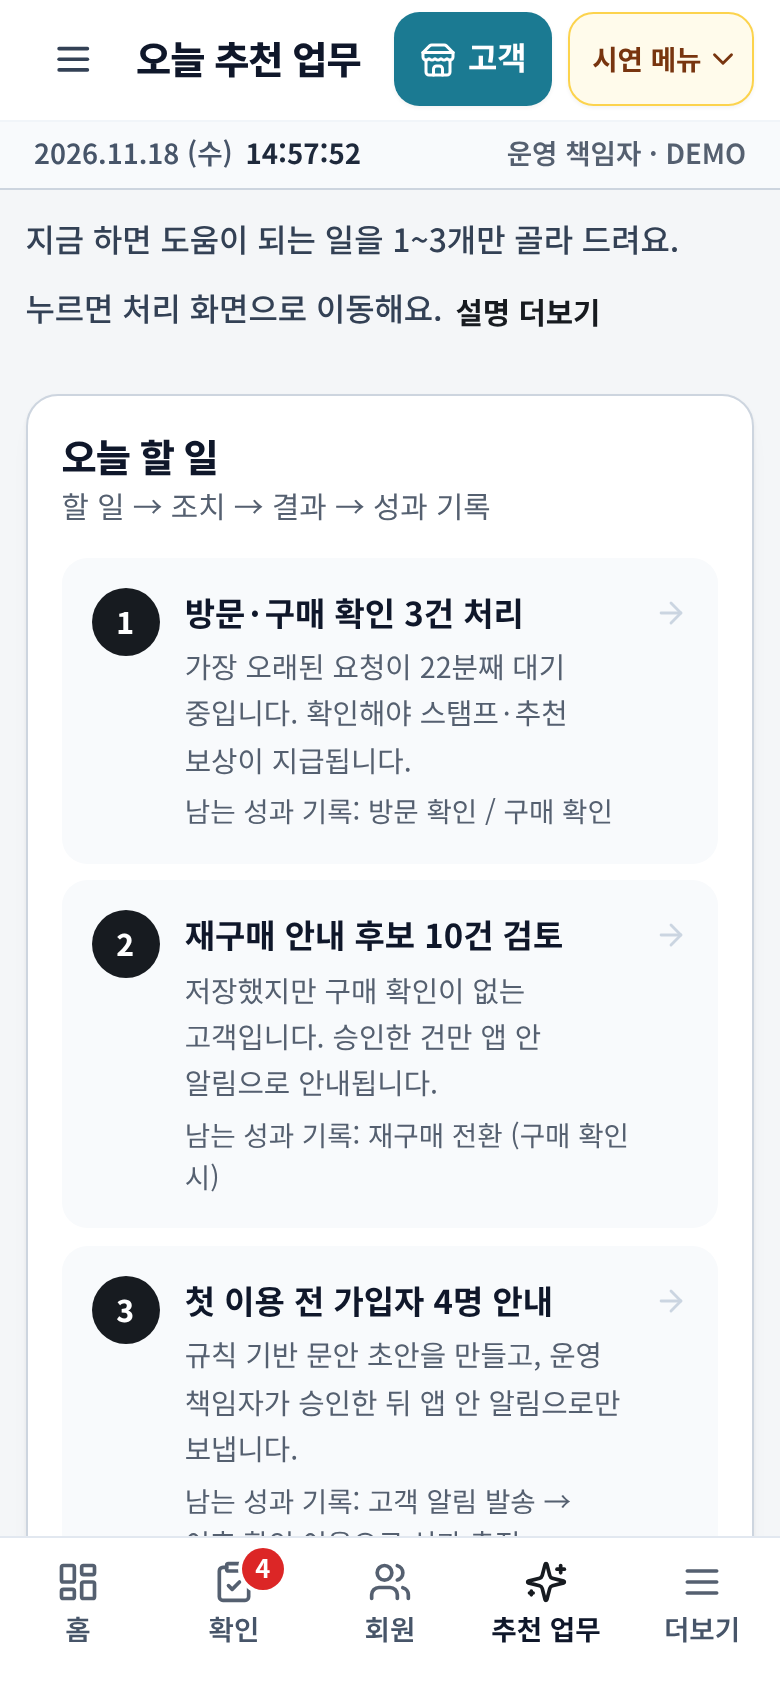 오늘 추천 업무
고객
시연 메뉴
2026.11.18 (수) 14:57:52
운영 책임자 · DEMO
지금 하면 도움이 되는 일을 1~3개만 골라 드려요.
누르면 처리 화면으로 이동해요. 설명 더보기
오늘 할 일
할 일 → 조치 → 결과 → 성과 기록
1
방문·구매 확인 3건 처리
가장 오래된 요청이 22분째 대기
중입니다. 확인해야 스탬프·추천
보상이 지급됩니다.
남는 성과 기록: 방문 확인 / 구매 확인
2
재구매 안내 후보 10건 검토
저장했지만 구매 확인이 없는
고객입니다. 승인한 건만 앱 안
알림으로 안내됩니다.
남는 성과 기록: 재구매 전환 (구매 확인
시)
3
첫 이용 전 가입자 4명 안내
규칙 기반 문안 초안을 만들고, 운영
책임자가 승인한 뒤 앱 안 알림으로만
보냅니다.
남는 성과 기록: 고객 알림 발송 →
홈
4
확인
회원
추천 업무
더보기